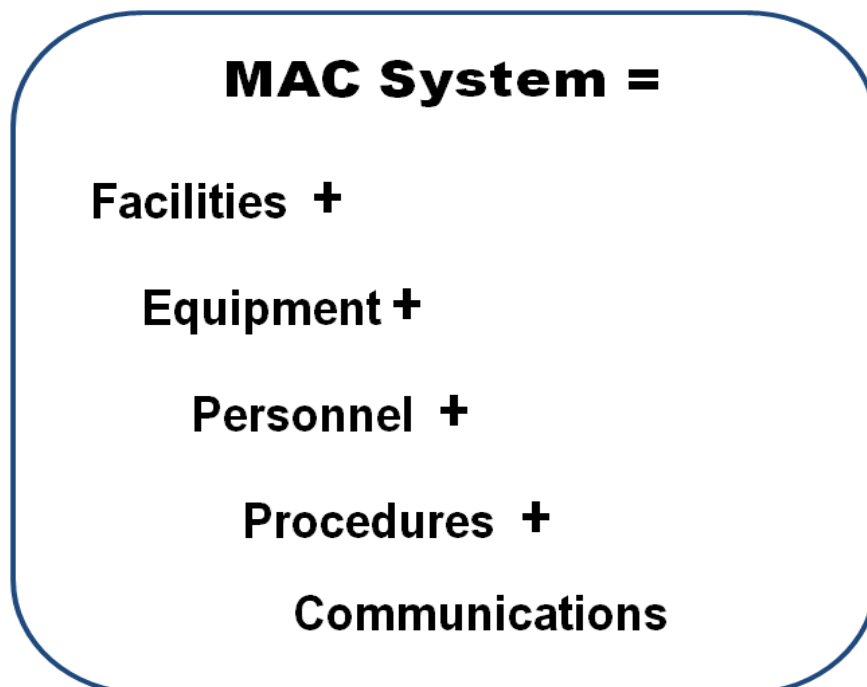 MAC System =
Facilities +
Equipment +
Personnel +
Procedures +
Communications